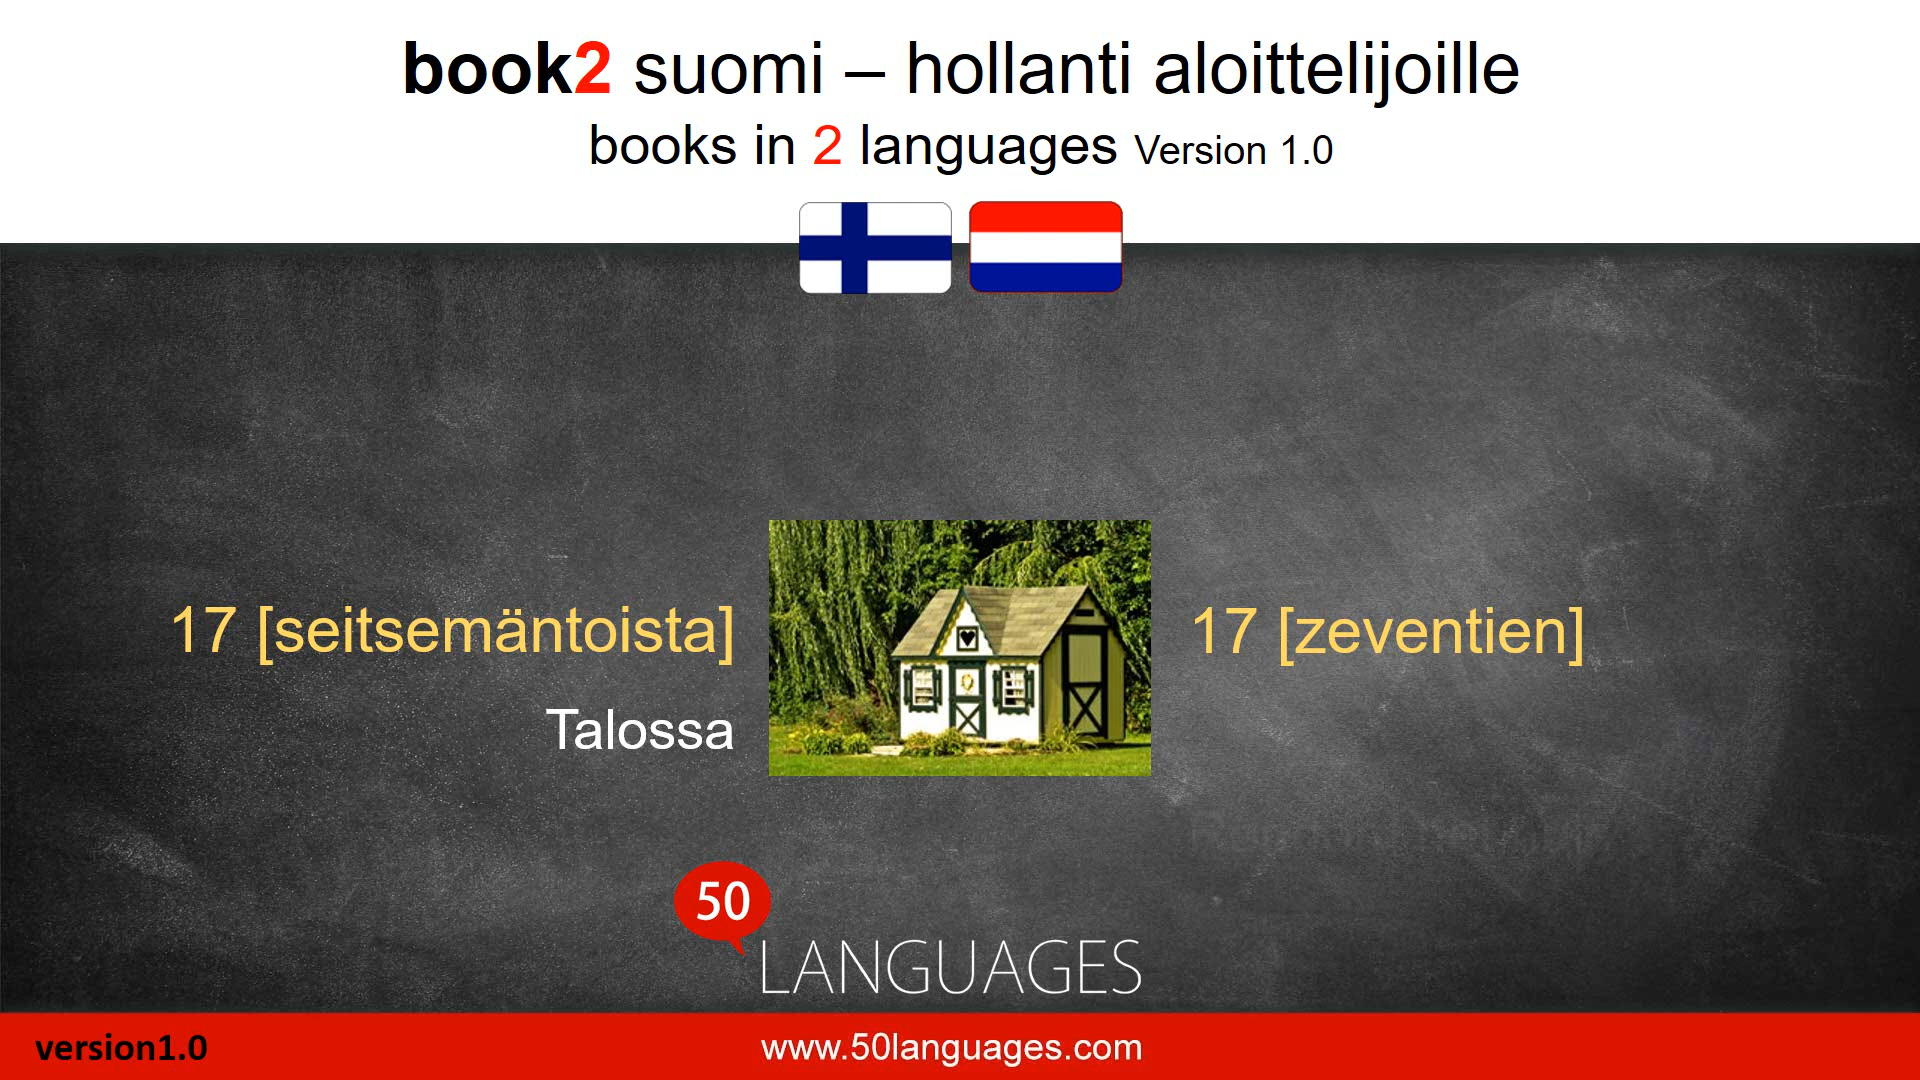 book2 suomi – hollanti aloittelijoille
books in 2 languages Version 1.0
17 [seitsemäntoista]
Talossa
17 [zeventien]
50
LANGUAGES
version1.0
www.50languages.com